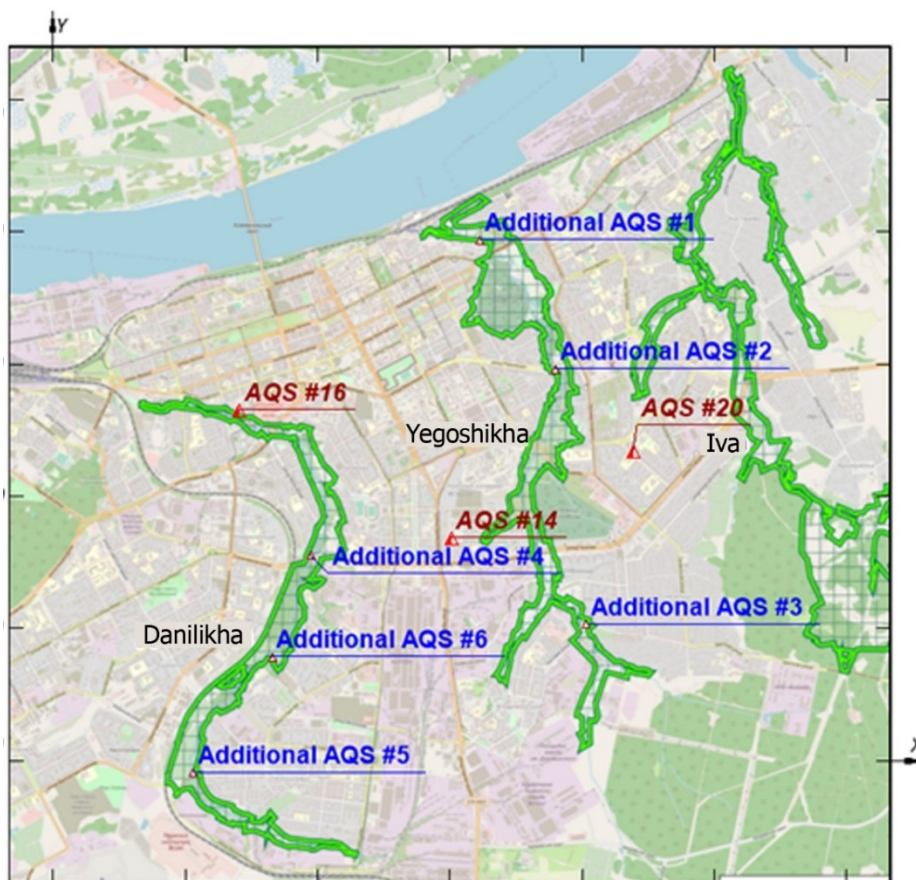 Y
Additional AQS #1
Additional AQS #2
AQS #16
AQS #20
Yegoshikha
Iva
AQS #14
Additional AQS #4
Additional AQS #3
Danilikha
Additional AQS #6
Additional AQS #5
X